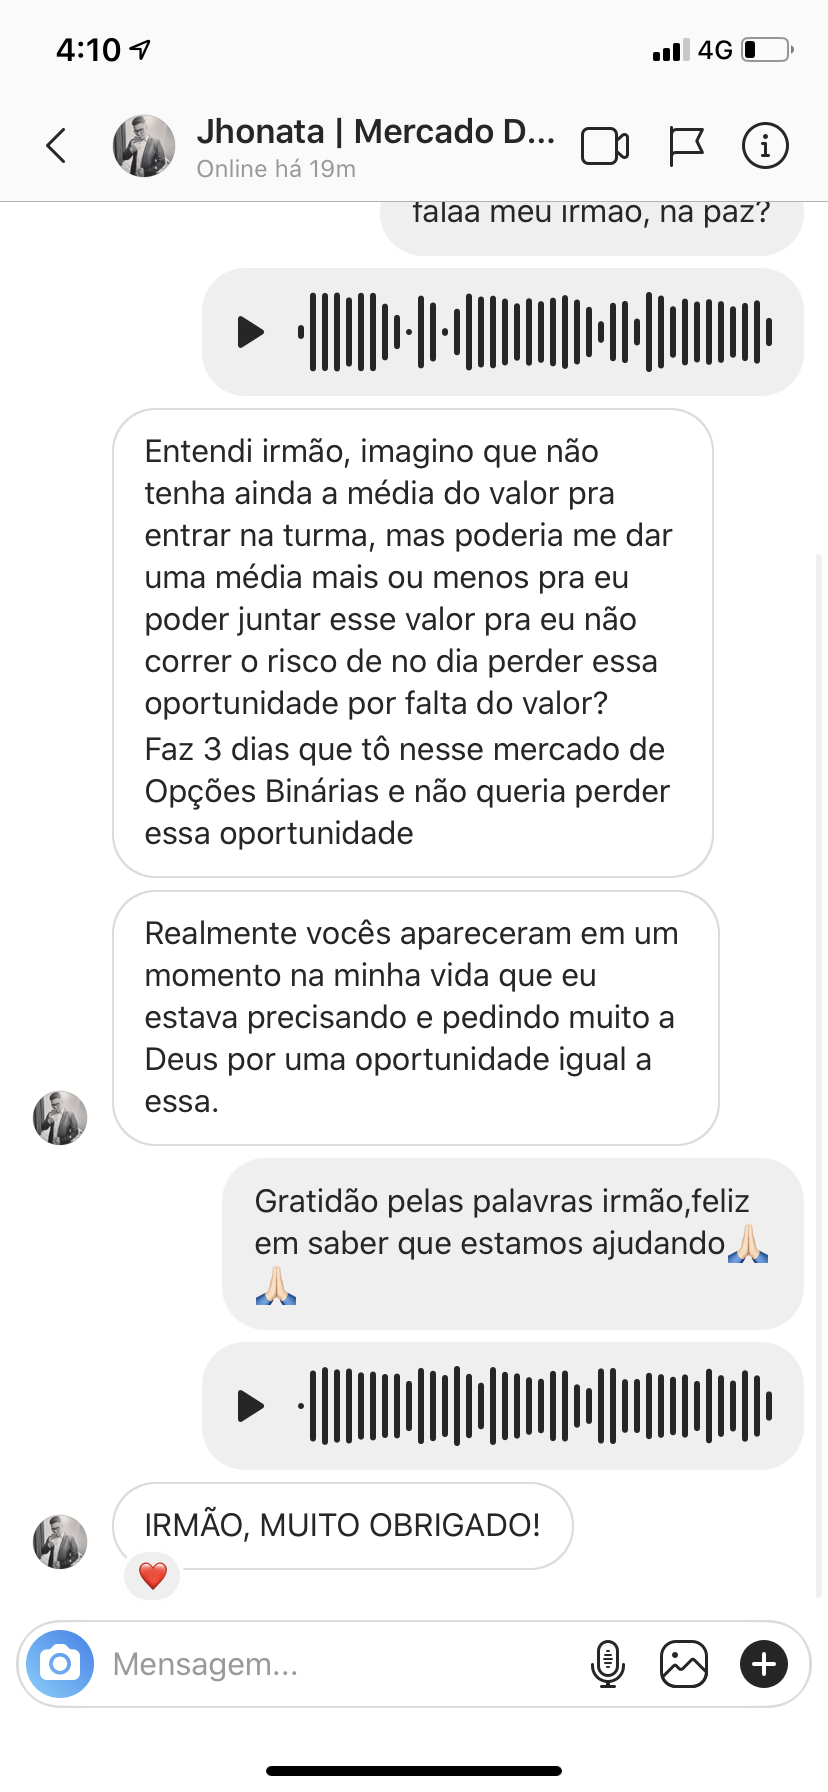 4:10
4G
Jhonata | Mercado D...
Online há 19m
falaa meu irmão, na paz?
Entendi irmão, imagino que não
tenha ainda a média do valor pra
entrar na turma, mas poderia me dar
uma média mais ou menos pra eu
poder juntar esse valor pra eu não
correr o risco de no dia perder essa
oportunidade por falta do valor?
Faz 3 dias que tô nesse mercado de
Opções Binárias e não queria perder
essa oportunidade
Realmente vocês apareceram em um
momento na minha vida que eu
estava precisando e pedindo muito a
Deus por uma oportunidade igual a
essa.
Gratidão pelas palavras irmão,feliz
em saber que estamos ajudando🙏🏻
🙏🏻
IRMÃO, MUITO OBRIGADO!
❤️
Mensagem...